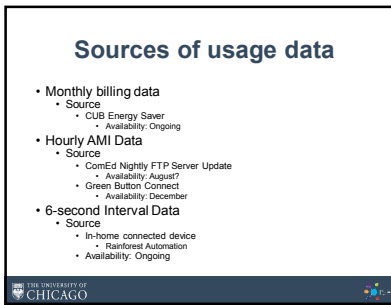 Sources of usage data
• Monthly billing data
• Source
• CUB Energy Saver
• Availability: Ongoing
• Hourly AMI Data
• Source
• ComEd Nightly FTP Server Update
• Availability: August?
• Green Button Connect
• Availability: December
• 6-second Interval Data
• Source
• In-home connected device
• Rainforest Automation
• Availability: Ongoing
THE UNIVERSITY OF
CHICAGO